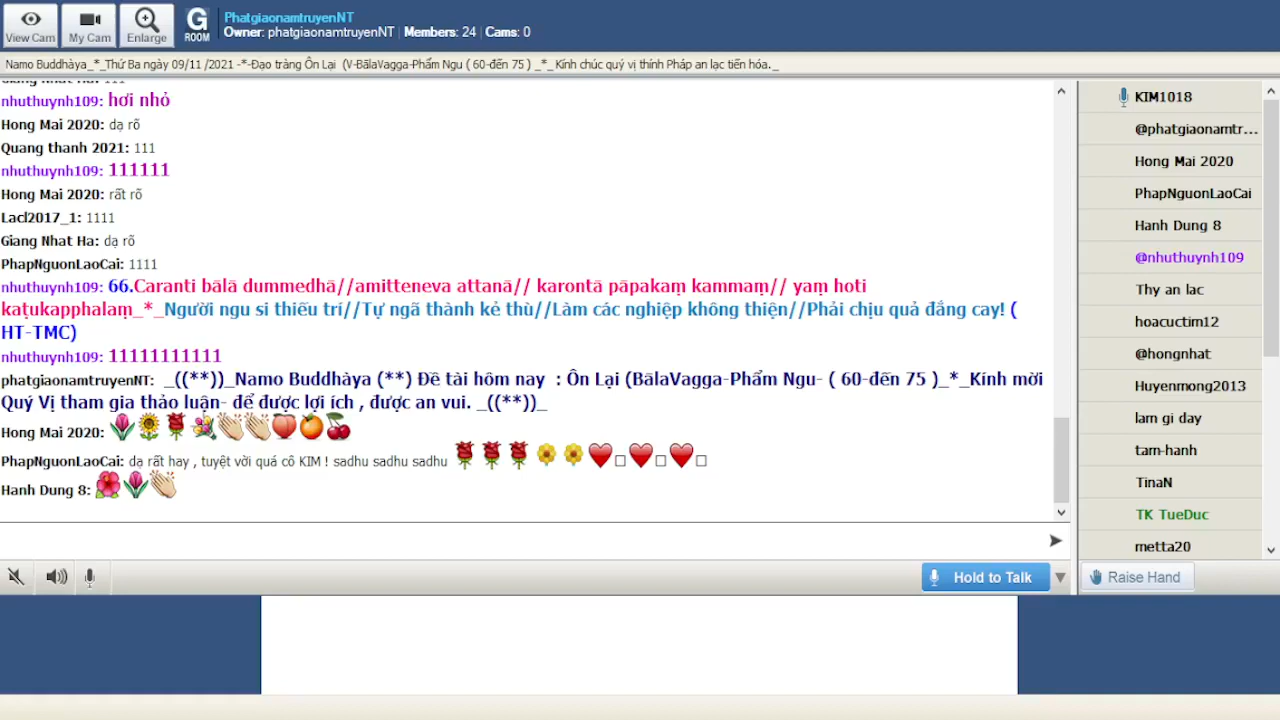 View Cam
My Cam
Enlarge
G
ROOM
PhatgiaonamtruyenNT
Owner: phatgiaonamtruyenNT | Members: 24 | Cams: 0
Namo Buddhàya_*_Thứ Ba ngày 09/11 /2021 -*-Đạo tràng Ôn Lại (V-BālaVagga-Phẩm Ngu ( 60-đến 75 ) _*_Kính chúc quý vị thính Pháp an lạc tiến hóa._
Giang Nhat Ha: 111
nhuthuynh109: hơi nhỏ
Hong Mai 2020: dạ rõ
Quang thanh 2021: 111
nhuthuynh109: 111111
Hong Mai 2020: rất rõ
Lacl2017_1: 1111
Giang Nhat Ha: dạ rõ
PhapNguonLaoCai: 1111
nhuthuynh109: 66.Caranti bālā dummedhā//amitteneva attanā// karontā pāpakaṃ kammaṃ// yaṃ hoti
kaṭukapphalaṃ_*_Người ngu si thiếu trí//Tự ngã thành kẻ thù//Làm các nghiệp không thiện//Phải chịu quả đắng cay! (
HT-TMC)
nhuthuynh109: 11111111111
phatgiaonamtruyenNT: _((**))_Namo Buddhàya (**) Đề tài hôm nay : Ôn Lại (BālaVagga-Phẩm Ngu- ( 60-đến 75 )_*_Kính mời
Quý Vị tham gia thảo luận- để được lợi ích , được an vui. _((**))_
Hong Mai 2020:
PhapNguonLaoCai: dạ rất hay , tuyệt vời quá cô KIM ! sadhu sadhu sadhu
Hanh Dung 8:
Hold to Talk
KIM1018
@phatgiaonamtr...
Hong Mai 2020
PhapNguonLaoCai
Hanh Dung 8
@nhuthuynh109
Thy an lac
hoacuctim12
@hongnhat
Huyenmong2013
lam gi day
tam-hanh
TinaN
TK TueDuc
metta20
Raise Hand